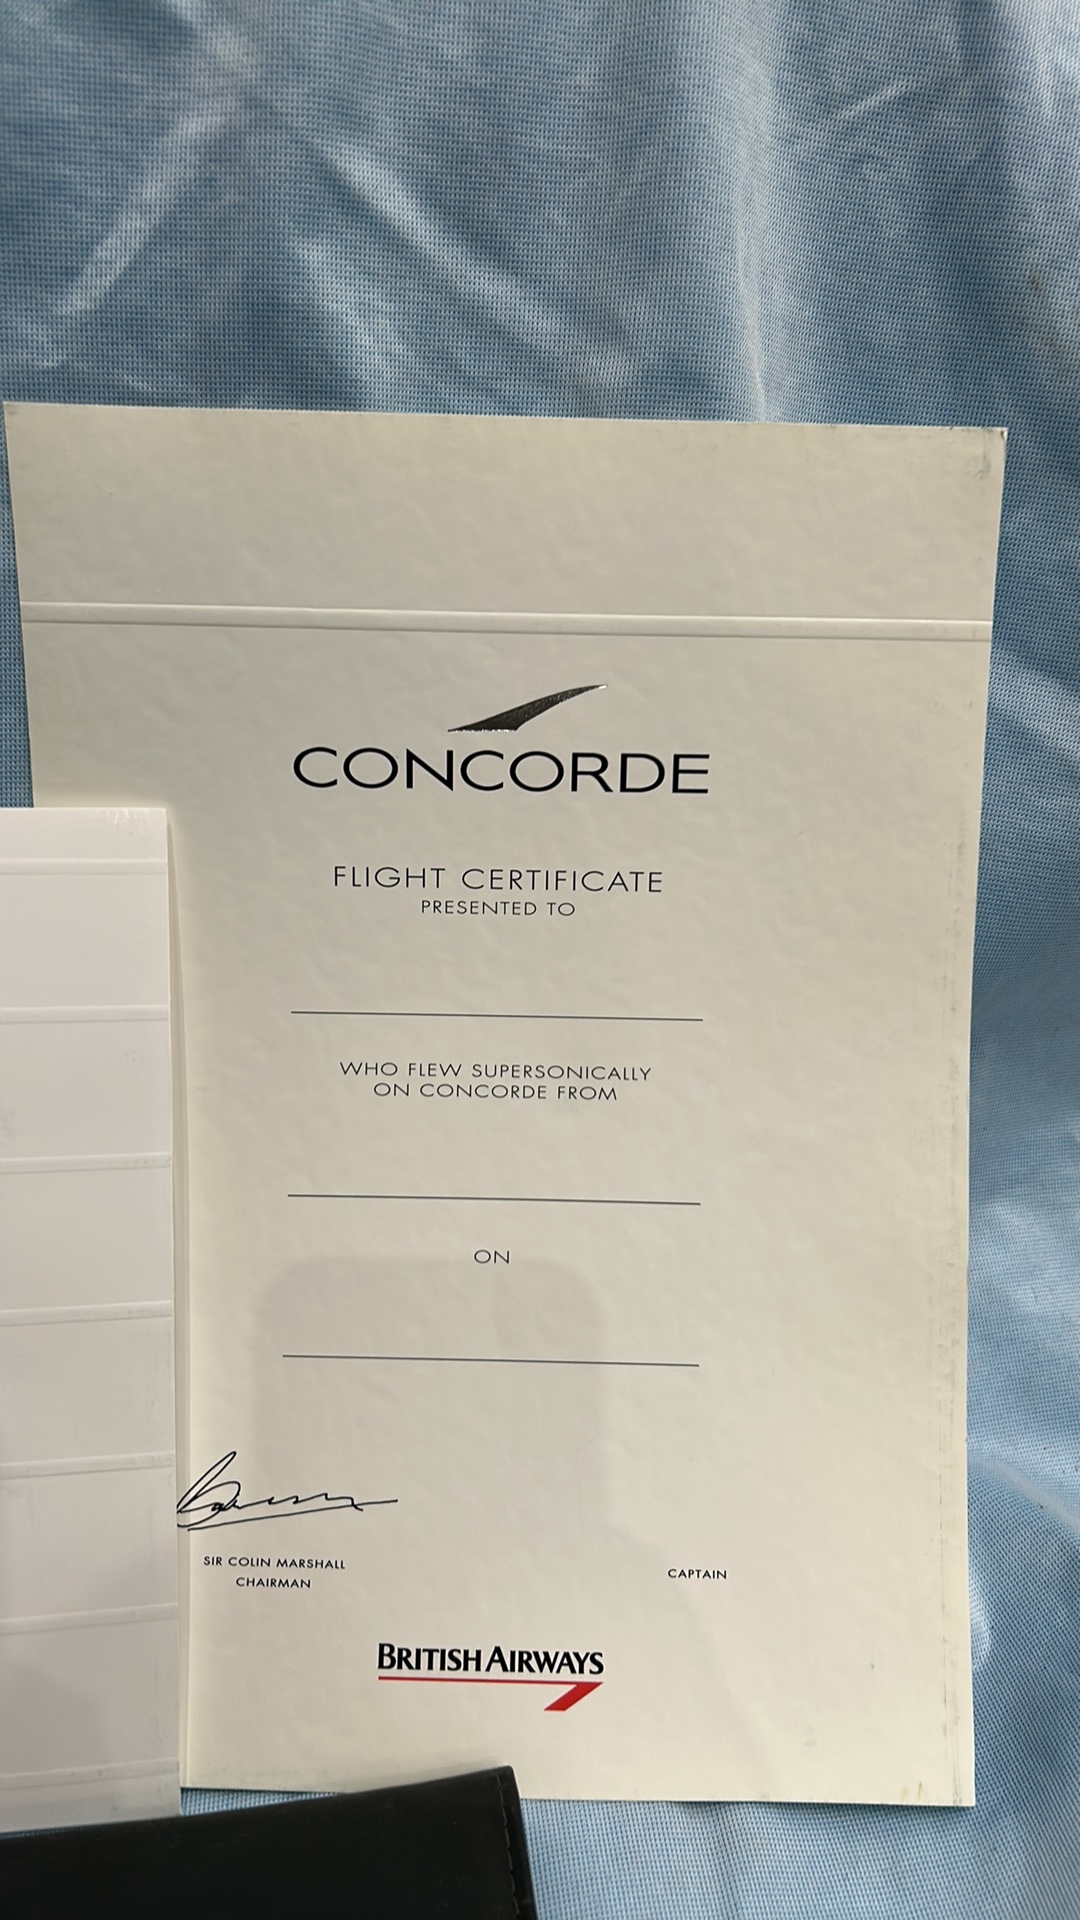 CONCORDE
FLIGHT CERTIFICATE
PRESENTED TO
WHO FLEW SUPERSONICALLY
ON CONCORDE FROM
ON
SIR COLIN MARSHALL
CHAIRMAN
CAPTAIN
BRITISH AIRWAYS